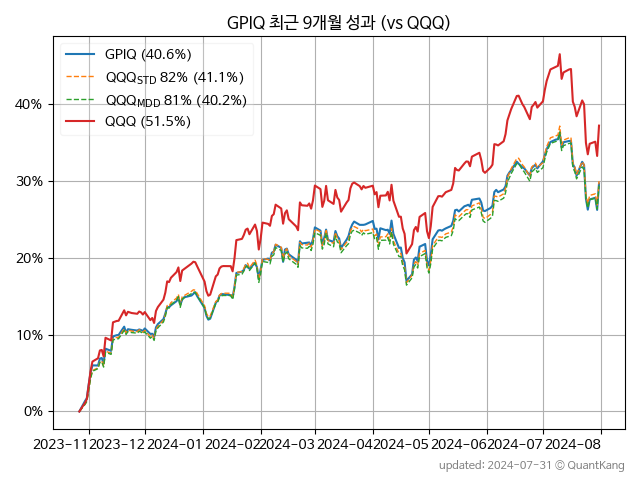 GPIQ 최근 9개월 성과 (vs QQQ)
GPIQ (40.6%)
QQQSTD 82% (41.1%)
QQQMDD 81% (40.2%)
QQQ (51.5%)
40%
30%
20%
10%
0%
2023-11 2023-12 2024-01 2024-02 2024-03 2024-04 2024-05 2024-06 2024-07 2024-08
updated: 2024-07-31 © QuantKang